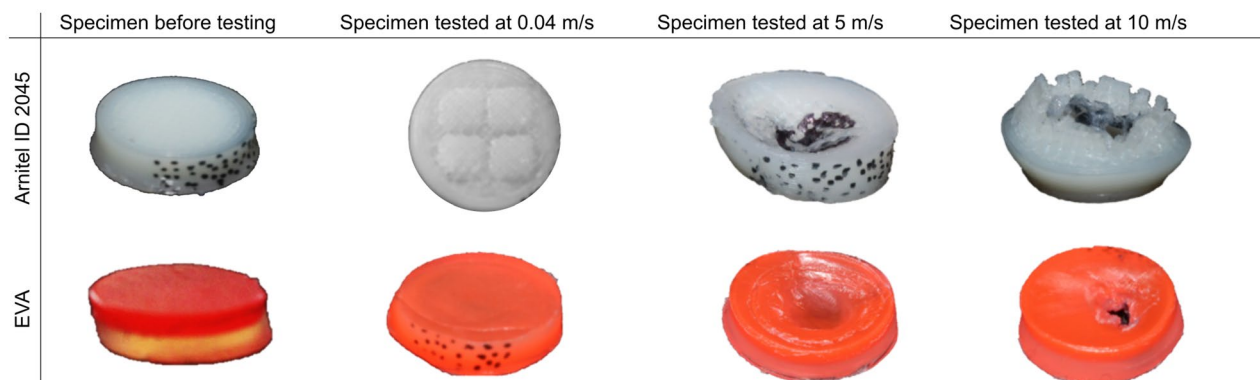 Specimen before testing
Specimen tested at 0.04 m/s
Specimen tested at 5 m/s
Specimen tested at 10 m/s
Arnitel ID 2045
EVA